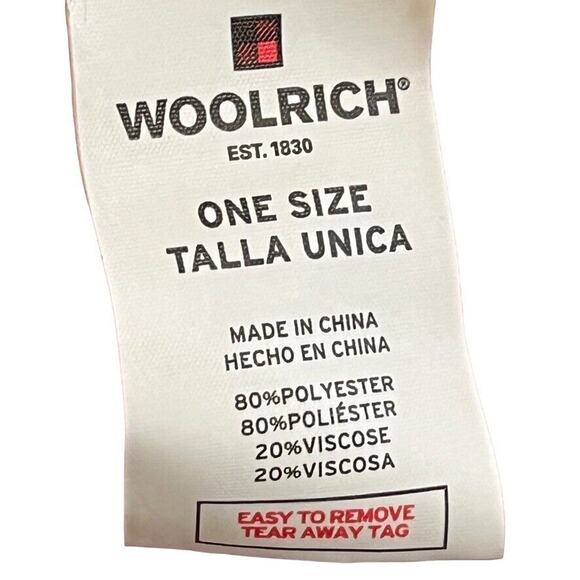 WOOLRICH®
EST. 1830
ONE SIZE
TALLA UNICA
MADE IN CHINA
HECHO EN CHINA
80%POLYESTER
80%POLIÉSTER
20%VISCOSE
20%VISCOSA
EASY TO REMOVE
TEAR AWAY TAG